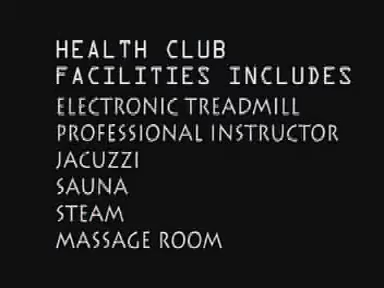 HEALTH CLUB
FACILITIES INCLUDES
ELECTRONIC TREADMILL
PROFESSIONAL INSTRUCTOR
JACUZZI
SAUNA
STEAM
MASSAGE ROOM